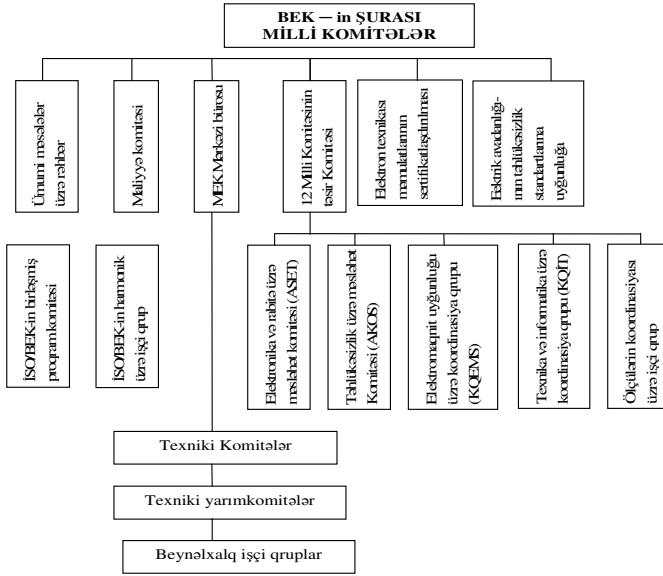 BEK – in ŞURASI
MİLLİ KOMİTƏLƏR
Ümumi məsələlər
üzrə rəhbər
Maliyyə komitəsi
MEK Mərkəzi bürosu
12 Milli Komitəsinin
təsir Komitəsi
Elektron texnikası
məmulatlarının
sertifikatlaşdırılması
Eektrik avadanlığı-
nın təhlükəsizlik
standartlarına
uyğunluğu
İSO/BEK-in birləşmiş
proqram komitəsi
İSO/BEK-in harmonik
üzrə işçi qrup
Elektronika və rabitə üzrə
məsləhət komitəsi (ASET)
Təhlükəsizlik üzrə məsləhət
Komitəsi (AKOS)
Elektromaqnit uyğunluğu
üzrə koordinasiya qrupu
(KQEMS)
Texnika və informatika üzrə
koordinasiya qrupu (KQİT)
Ölçülərin koordinasiyası
üzrə işçi qrup
Texniki Komitələr
Texniki yarımkomitələr
Beynəlxalq işçi qruplar